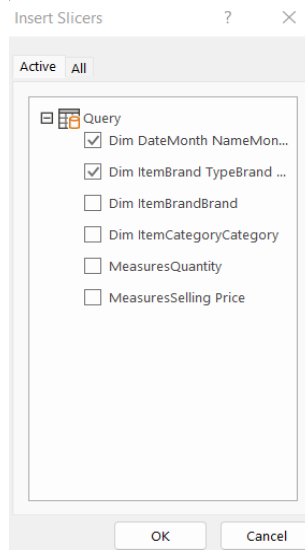 Insert Slicers ?
Active All
Query
Dim DateMonth NameMon...
Dim ItemBrand TypeBrand ...
Dim ItemBrandBrand
Dim ItemCategoryCategory
MeasuresQuantity
MeasuresSelling Price
OK Cancel